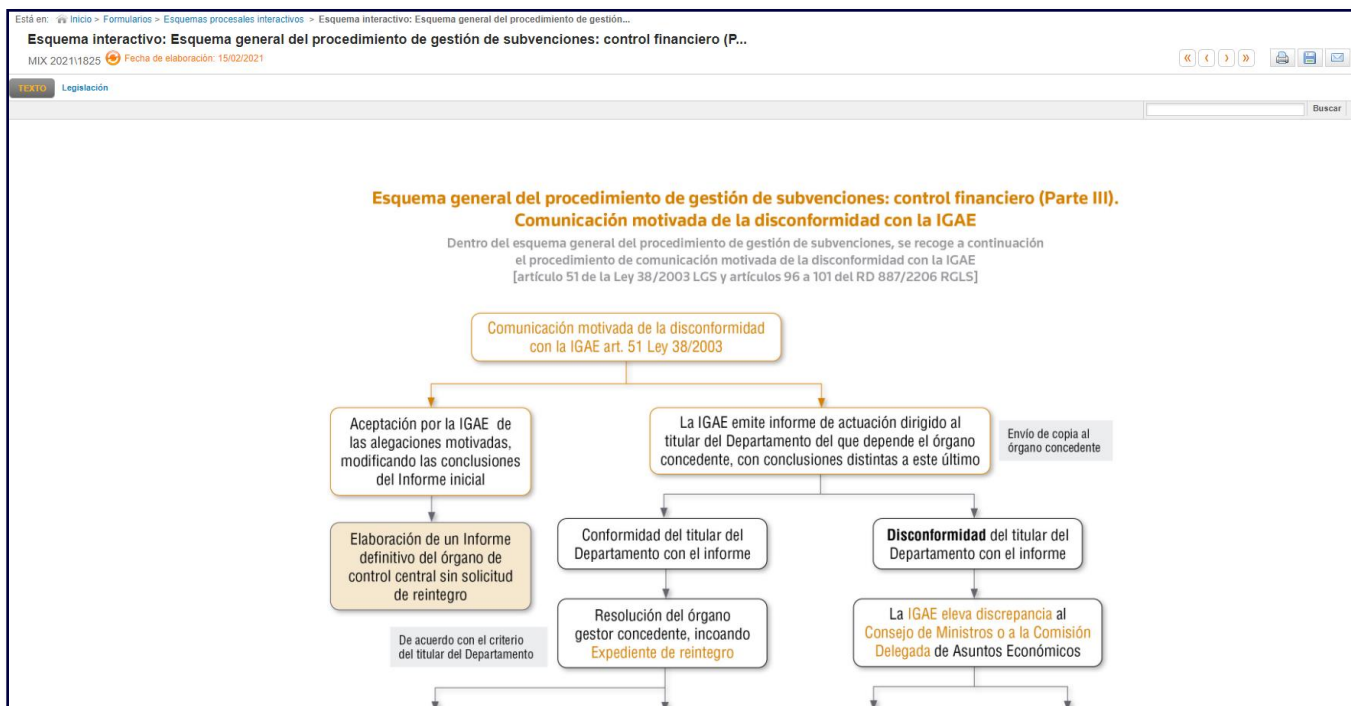 Está en: Inicio > Formularios > Esquemas procesales interactivos > Esquema interactivo: Esquema general del procedimiento de gestión...
Esquema interactivo: Esquema general del procedimiento de gestión de subvenciones: control financiero (P...
MIX 2021\1825 Fecha de elaboración: 15/02/2021
TEXTO Legislación
Buscar
Esquema general del procedimiento de gestión de subvenciones: control financiero (Parte III).
Comunicación motivada de la disconformidad con la IGAE
Dentro del esquema general del procedimiento de gestión de subvenciones, se recoge a continuación
el procedimiento de comunicación motivada de la disconformidad con la IGAE
[artículo 51 de la Ley 38/2003 LGS y artículos 96 a 101 del RD 887/2206 RGLS]
Comunicación motivada de la disconformidad
con la IGAE art. 51 Ley 38/2003
Aceptación por la IGAE de
las alegaciones motivadas,
modificando las conclusiones
del Informe inicial
La IGAE emite informe de actuación dirigido al
titular del Departamento del que depende el órgano
concedente, con conclusiones distintas a este último
Envío de copia al
órgano concedente
Elaboración de un Informe
definitivo del órgano de
control central sin solicitud
de reintegro
Conformidad del titular del
Departamento con el informe
Disconformidad del titular del
Departamento con el informe
De acuerdo con el criterio
del titular del Departamento
Resolución del órgano
gestor concedente, incoando
Expediente de reintegro
La IGAE eleva discrepancia al
Consejo de Ministros o a la Comisión
Delegada de Asuntos Económicos